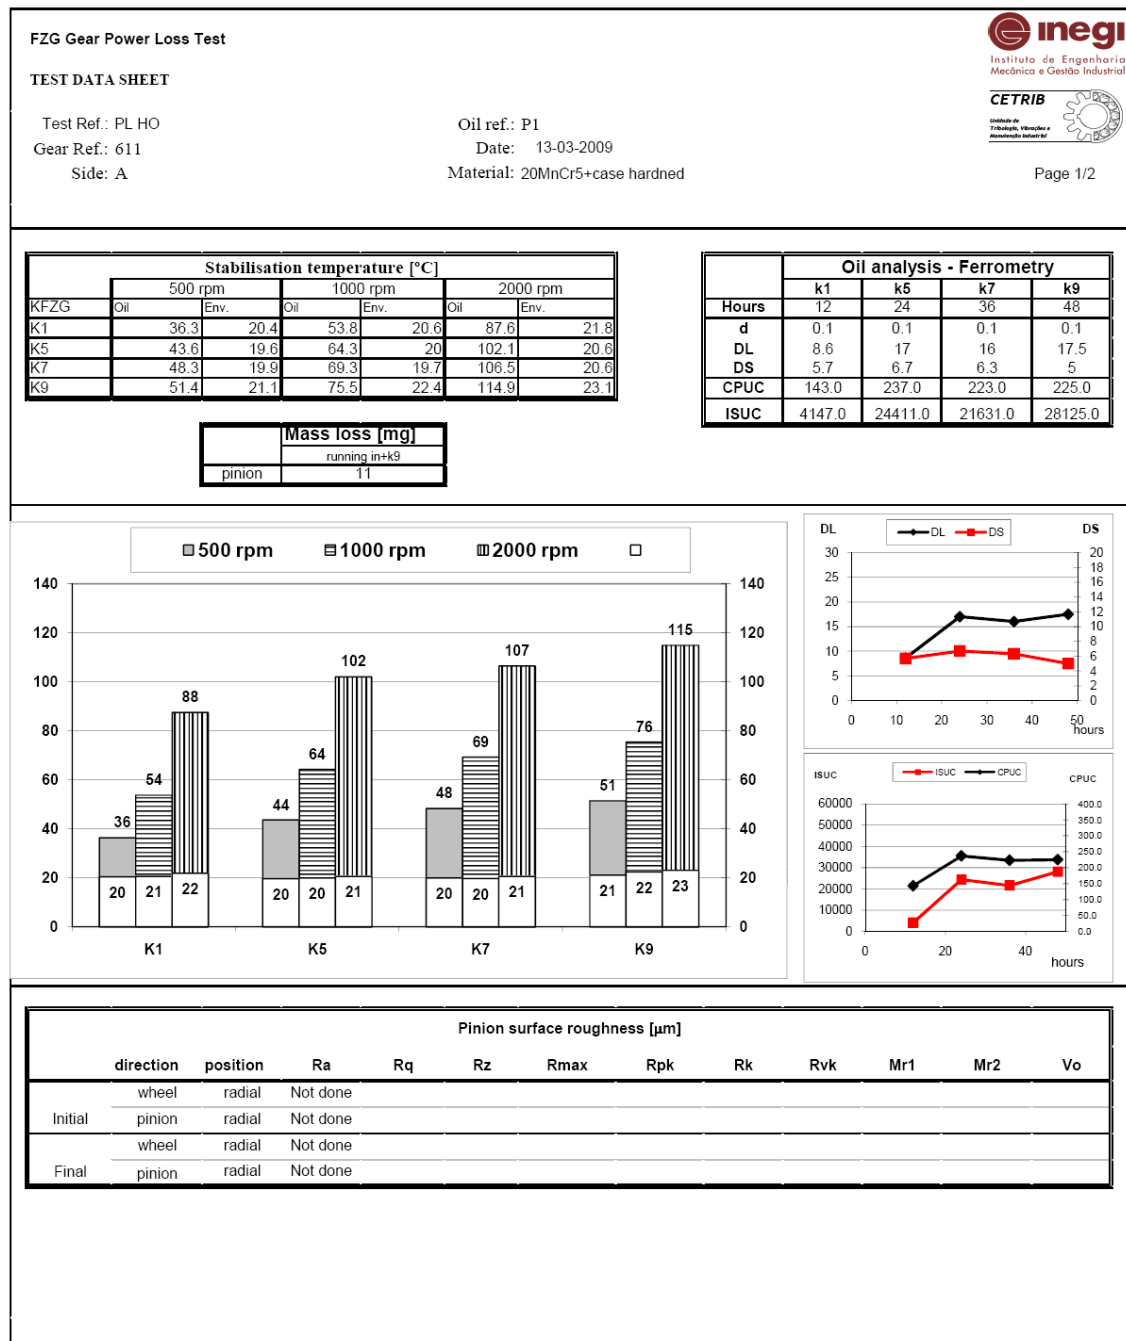 FZG Gear Power Loss Test
inegi
Instituto de Engenharia
Mecânica e Gestão Industrial
TEST DATA SHEET
CETRIB
Unidade de
Tribologia, Vibrações e
Manutenção Industrial
Test Ref.: PL HO Oil ref.: P1
Gear Ref.: 611 Date: 13-03-2009
Side: A Material: 20MnCr5+case hardned Page 1/2
Stabilisation temperature [ºC]
500 rpm 1000 rpm 2000 rpm
KFZG Oil Env. Oil Env. Oil Env.
K1 36.3 20.4 53.8 20.6 87.6 21.8
K5 43.6 19.6 64.3 20 102.1 20.6
K7 48.3 19.9 69.3 19.7 106.5 20.6
K9 51.4 21.1 75.5 22.4 114.9 23.1
Oil analysis - Ferrometry
k1 k5 k7 k9
Hours 12 24 36 48
d 0.1 0.1 0.1 0.1
DL 8.6 17 16 17.5
DS 5.7 6.7 6.3 5
CPUC 143.0 237.0 223.0 225.0
ISUC 4147.0 24411.0 21631.0 28125.0
Mass loss [mg]
running in+k9
pinion 11
500 rpm 1000 rpm 2000 rpm
140 140
120 120
100 100
80 80
60 60
40 40
20 20
0 0
36 54 88 44 64 102 48 69 107 51 76 115
20 21 22 20 20 21 20 20 21 21 22 23
K1 K5 K7 K9
DL DL DS DS
30 20
18
25 16
14
20 12
15 10
10 8
6
5 4
2
0 0
0 10 20 30 40 50
hours
ISUC ISUC CPUC CPUC
60000 400.0
50000 350.0
300.0
40000 250.0
30000 200.0
20000 150.0
100.0
10000 50.0
0 0.0
0 20 40
hours
Pinion surface roughness [µm]
direction position Ra Rq Rz Rmax Rpk Rk Rvk Mr1 Mr2 Vo
wheel radial Not done
Initial pinion radial Not done
wheel radial Not done
Final pinion radial Not done